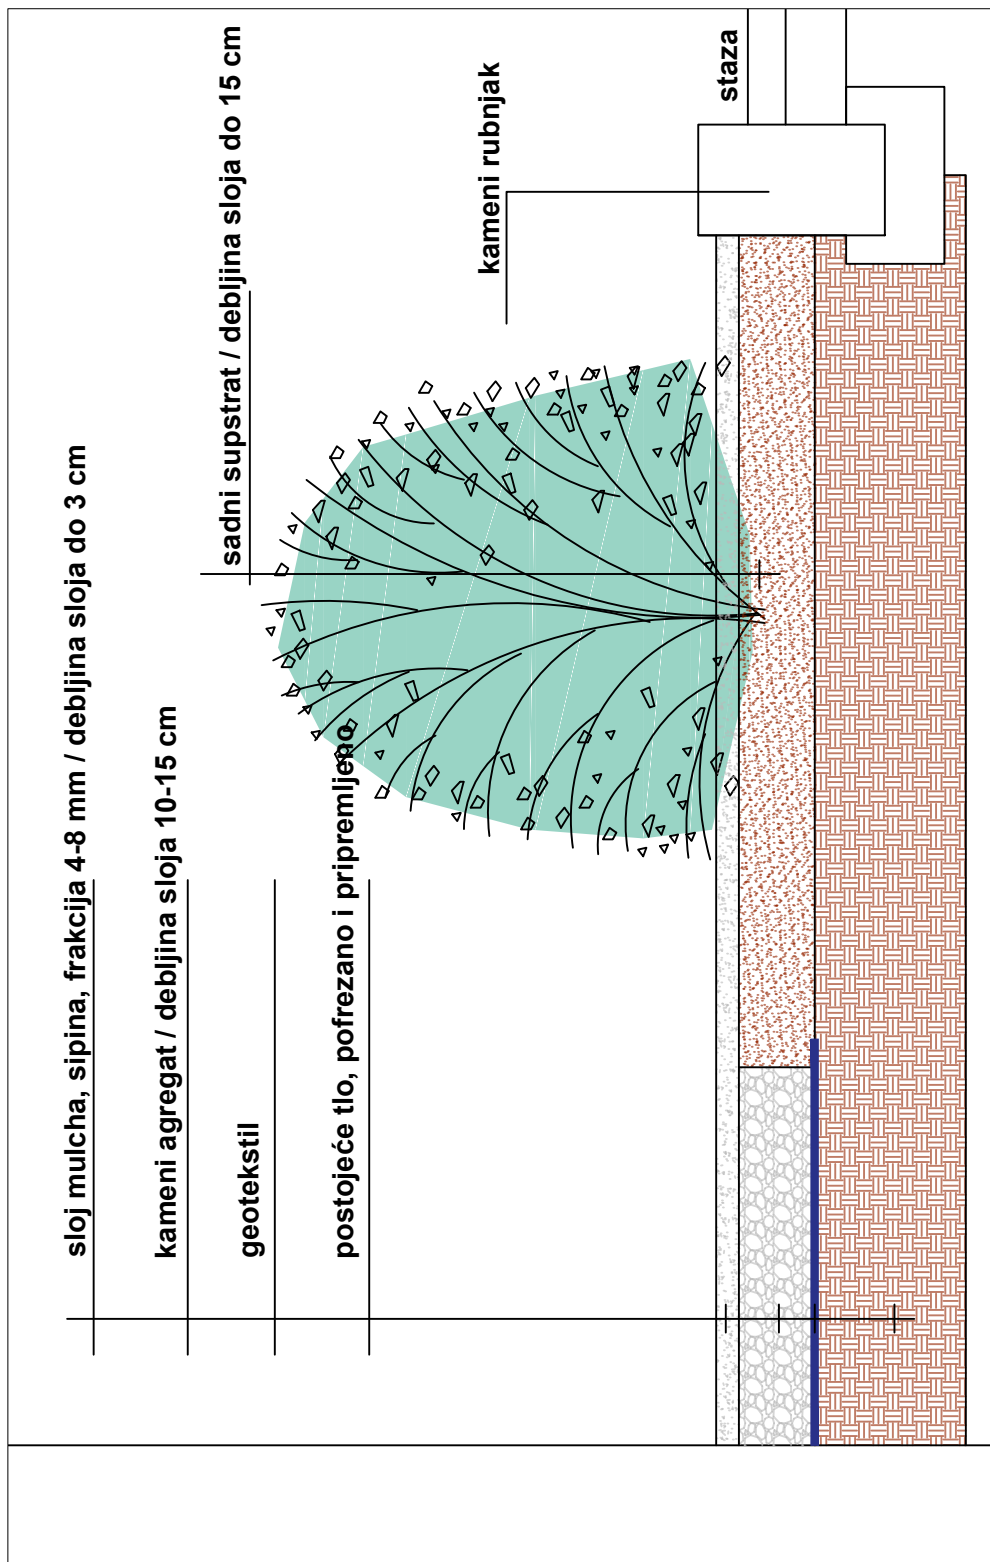 sloj mulcha, sipina, frakcija 4-8 mm / debljina sloja do 3 cm
kameni agregat / debljina sloja 10-15 cm
sadni supstrat / debljina sloja do 15 cm
geotekstil
postojeće tlo, pofrezano i pripremljeno
kameni rubnjak
staza